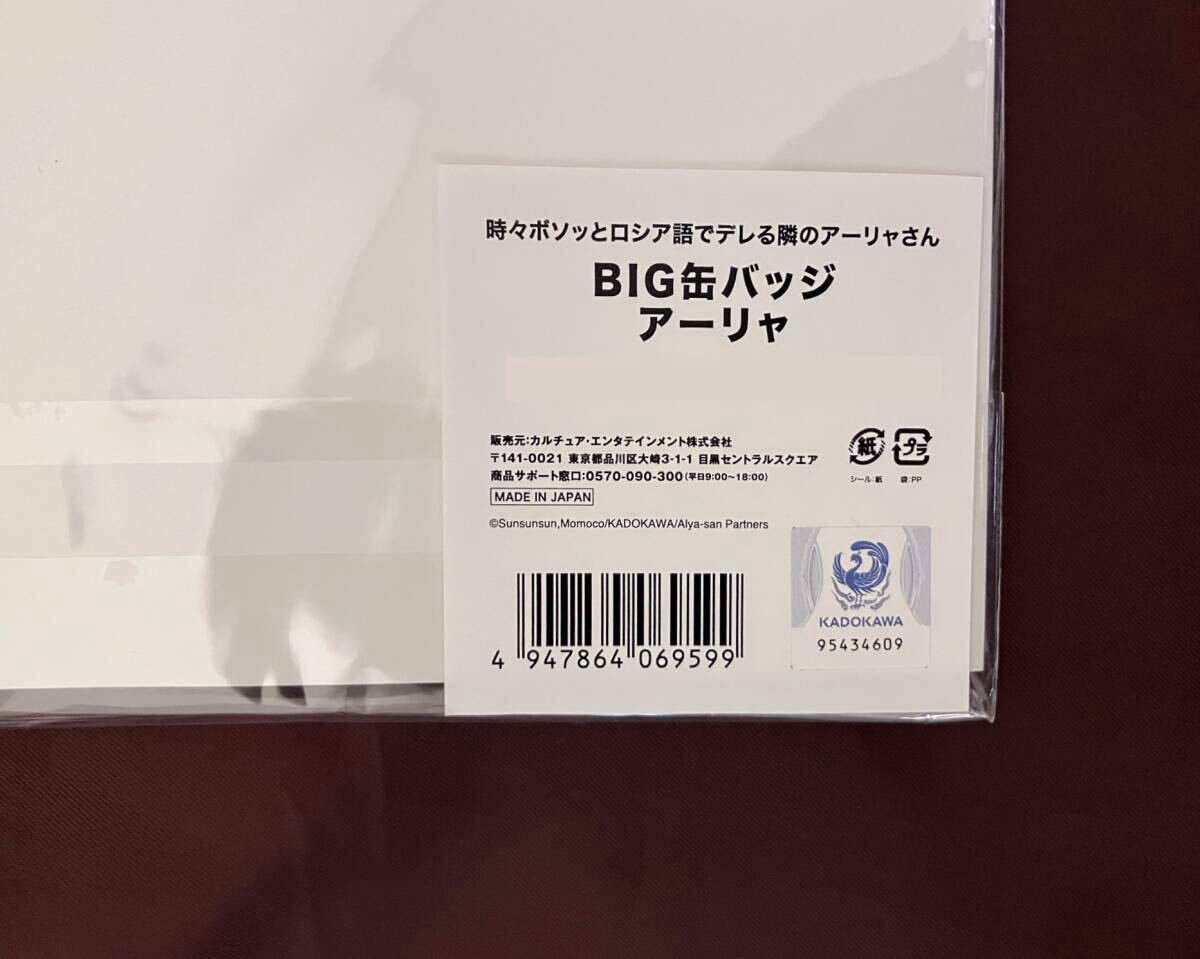 時々ボソッとロシア語でデレる隣のアーリャさん
BIG缶バッジ
アーリャ
販売元:カルチュア・エンタテインメント株式会社
〒141-0021 東京都品川区大崎3-1-1 目黒セントラルスクエア
商品サポート窓口:0570-090-300(平日9:00~18:00)
MADE IN JAPAN
紙 プラ
シール:紙 袋:PP
©Sunsunsun,Momoco/KADOKAWA/Alya-san Partners
KADOKAWA
95434609
4 947864 069599